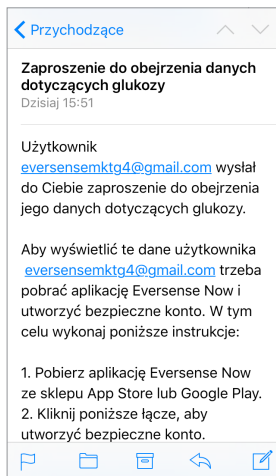 Przychodzące
Zaproszenie do obejrzenia danych
dotyczących glukozy
Dzisiaj 15:51
Użytkownik
eversensemktg4@gmail.com wysłał
do Ciebie zaproszenie do obejrzenia
jego danych dotyczących glukozy.
Aby wyświetlić te dane użytkownika
eversensemktg4@gmail.com trzeba
pobrać aplikację Eversense Now i
utworzyć bezpieczne konto. W tym
celu wykonaj poniższe instrukcje:
1. Pobierz aplikację Eversense Now
ze sklepu App Store lub Google Play.
2. Kliknij poniższe łącze, aby
utworzyć bezpieczne konto.